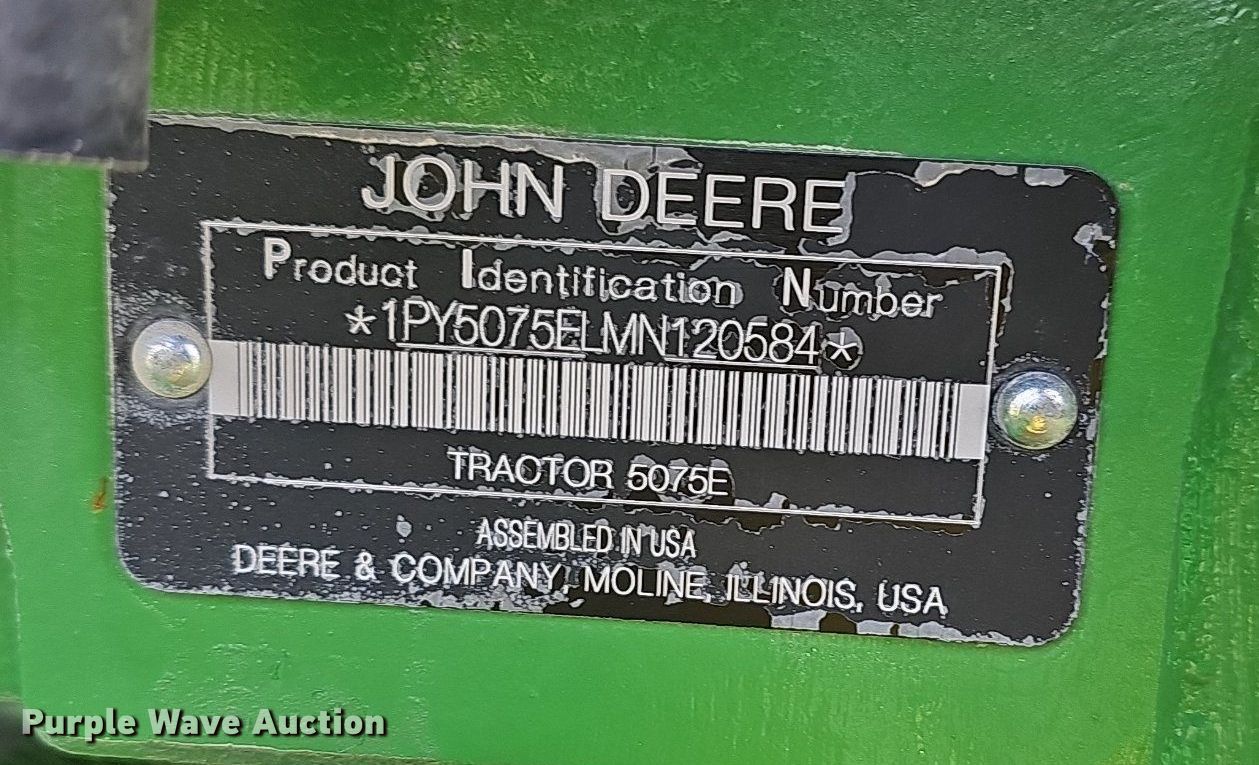 JOHN DEERE
Product Identification Number
*1PY5075ELMN120584*
TRACTOR 5075E
ASSEMBLED IN USA
DEERE & COMPANY, MOLINE, ILLINOIS, USA
Purple Wave Auction